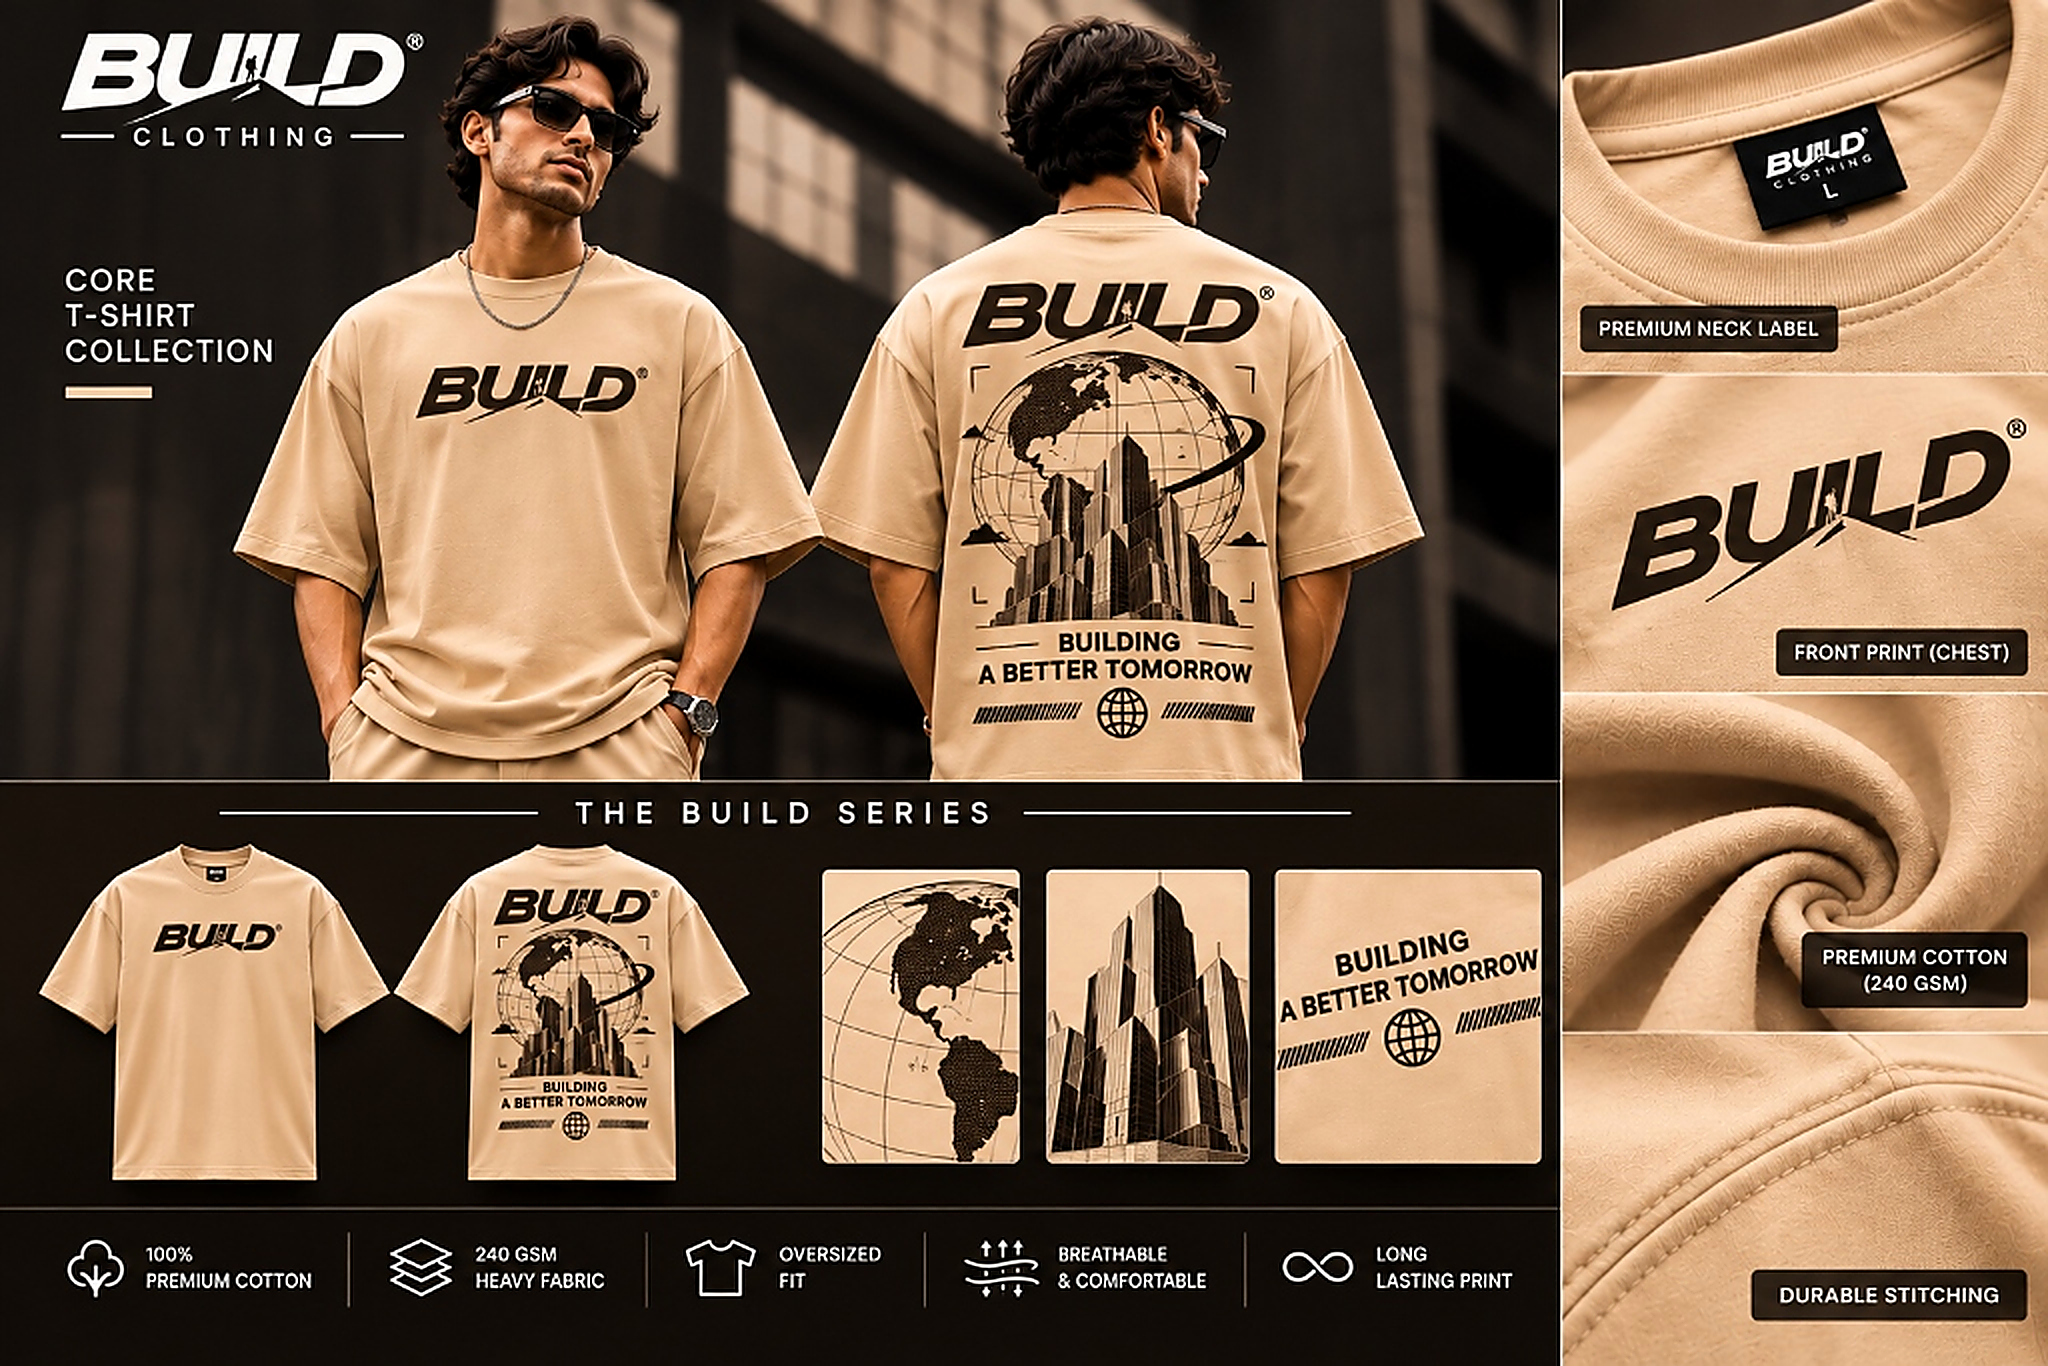 BUILD®
CLOTHING
CORE
T-SHIRT
COLLECTION
BUILD®
BUILD®
BUILDING
A BETTER TOMORROW
BUILD®
CLOTHING
L
PREMIUM NECK LABEL
BUILD®
FRONT PRINT (CHEST)
PREMIUM COTTON
(240 GSM)
DURABLE STITCHING
THE BUILD SERIES
BUILD®
BUILD®
BUILDING
A BETTER TOMORROW
BUILDING
A BETTER TOMORROW
100%
PREMIUM COTTON
240 GSM
HEAVY FABRIC
OVERSIZED
FIT
BREATHABLE
& COMFORTABLE
LONG
LASTING PRINT